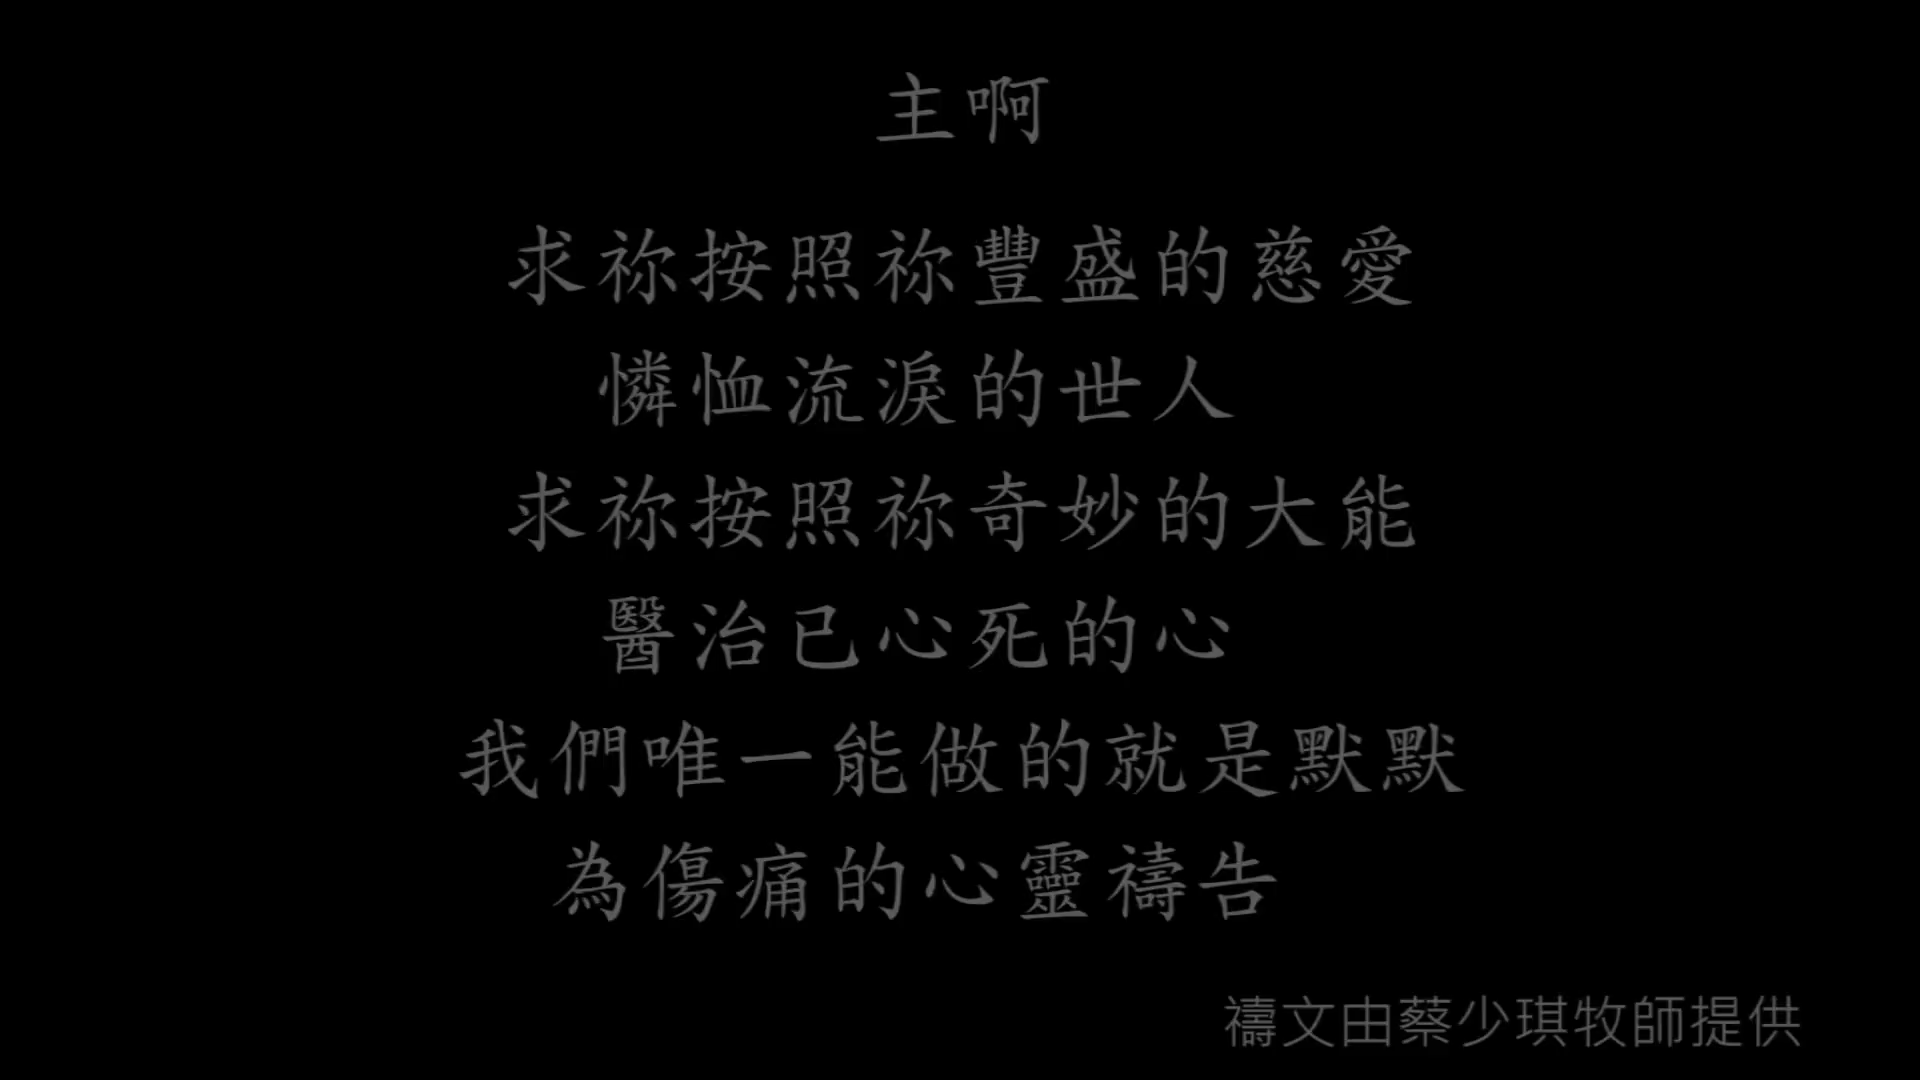 主啊
求祢按照祢豐盛的慈愛
憐恤流淚的世人
求祢按照祢奇妙的大能
醫治已心死的心
我們唯一能做的就是默默
為傷痛的心靈禱告
禱文由蔡少琪牧師提供